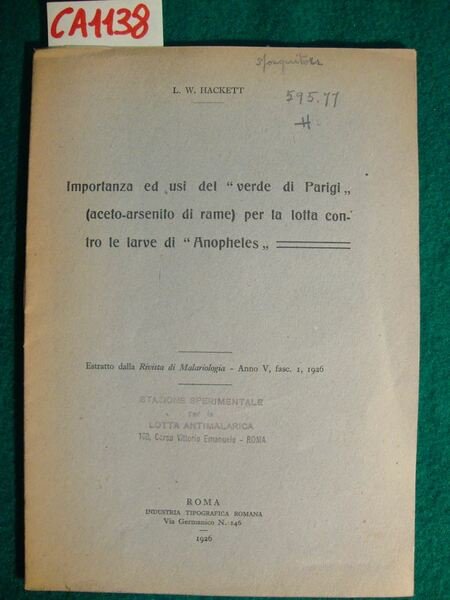 CA1138
Mosquitoes
595.77
H.
L. W. HACKETT
Importanza ed usi del “ verde di Parigi „
(aceto-arsenito di rame) per la lotta con-
tro le larve di “ Anopheles „
Estratto dalla Rivista di Malariologia - Anno V, fasc. 1, 1926
STAZIONE SPERIMENTALE
per la
LOTTA ANTIMALARICA
Corso Vittorio Emanuele - ROMA
ROMA
INDUSTRIA TIPOGRAFICA ROMANA
Via Germanico N. 146
1926